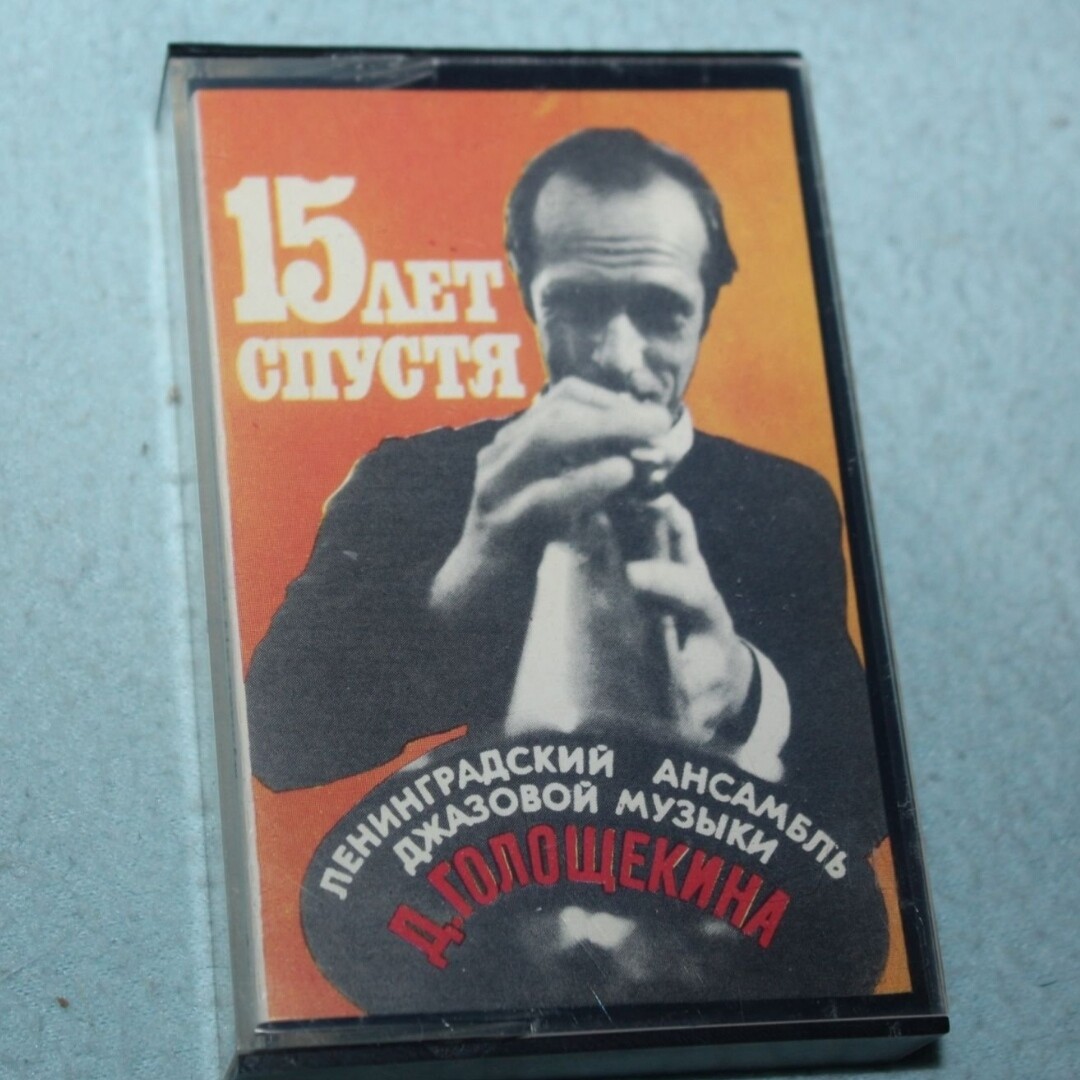 15 ЛЕТ
СПУСТЯ
ЛЕНИНГРАДСКИЙ АНСАМБЛЬ
ДЖАЗОВОЙ МУЗЫКИ
Д. ГОЛОЩЕКИНА